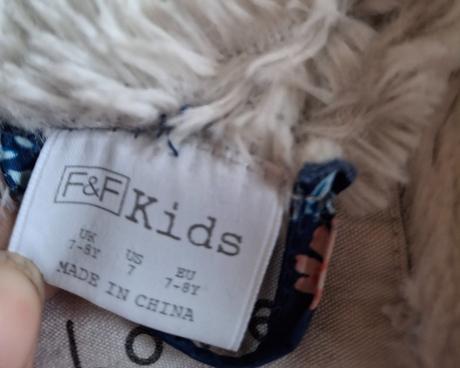 F&F Kids
UK US EU
7-8Y 7 7-8Y
MADE IN CHINA